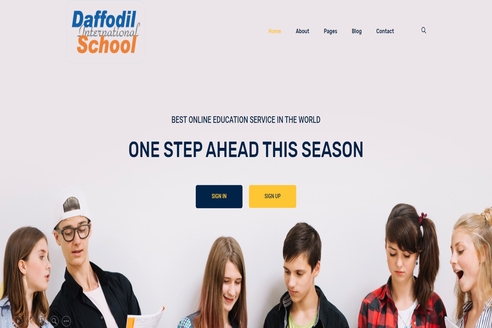 Daffodil
International
School
Home
About
Pages
Blog
Contact
BEST ONLINE EDUCATION SERVICE IN THE WORLD
ONE STEP AHEAD THIS SEASON
SIGN IN
SIGN UP